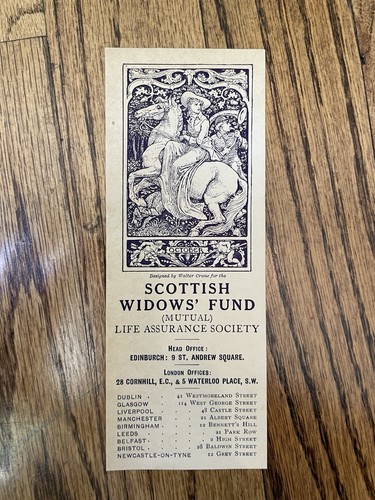 OCTOBER
Designed by Walter Crane for the
SCOTTISH
WIDOWS' FUND
(MUTUAL)
LIFE ASSURANCE SOCIETY
HEAD OFFICE:
EDINBURGH: 9 ST. ANDREW SQUARE.
LONDON OFFICES:
28 CORNHILL, E.C., & 5 WATERLOO PLACE, S.W.
DUBLIN . . 41 WESTMORELAND STREET
GLASGOW . 114 WEST GEORGE STREET
LIVERPOOL . . 48 CASTLE STREET
MANCHESTER . 21 ALBERT SQUARE
BIRMINGHAM . . 12 BENNETT'S HILL
LEEDS . . 21 PARK ROW
BELFAST . . 2 HIGH STREET
BRISTOL . . 28 BALDWIN STREET
NEWCASTLE-ON-TYNE 12 GREY STREET